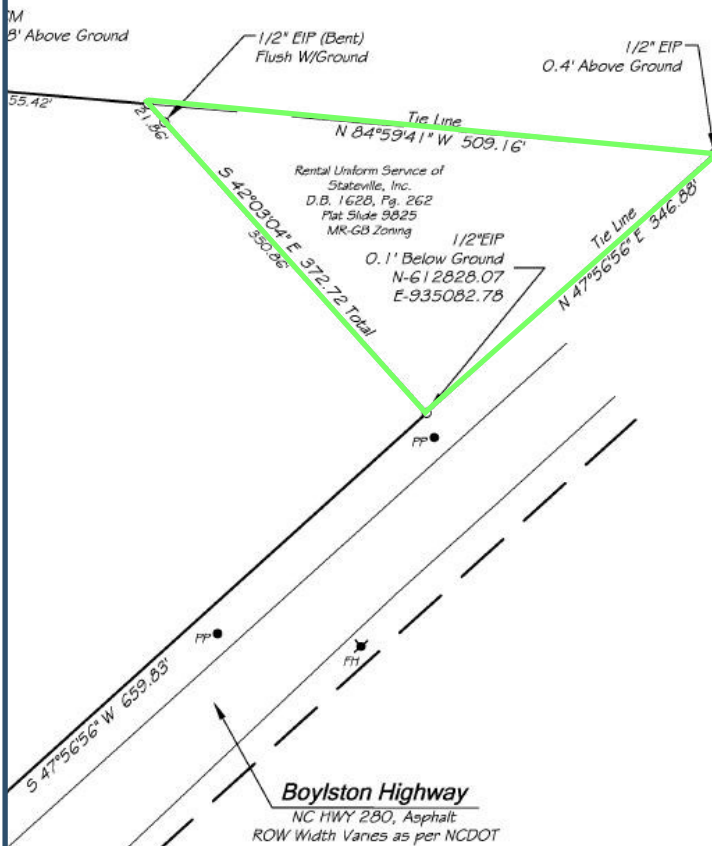 'M
8' Above Ground
1/2" EIP (Bent)
Flush W/Ground
1/2" EIP
0.4' Above Ground
55.42'
21.86'
Tie Line
N 84°59'41" W 509.16'
Rental Uniform Service of
Stateville, Inc.
D.B. 1628, Pg. 262
Plat Slide 9825
MR-GB Zoning
S 42°03'04" E 372.72 Total
350.86'
1/2"EIP
0.1' Below Ground
N-612828.07
E-935082.78
Tie Line
N 47°56'56" E 346.88'
PP
PP
FH
S 47°56'56" W 659.83'
Boylston Highway
NC HWY 280, Asphalt
ROW Width Varies as per NCDOT